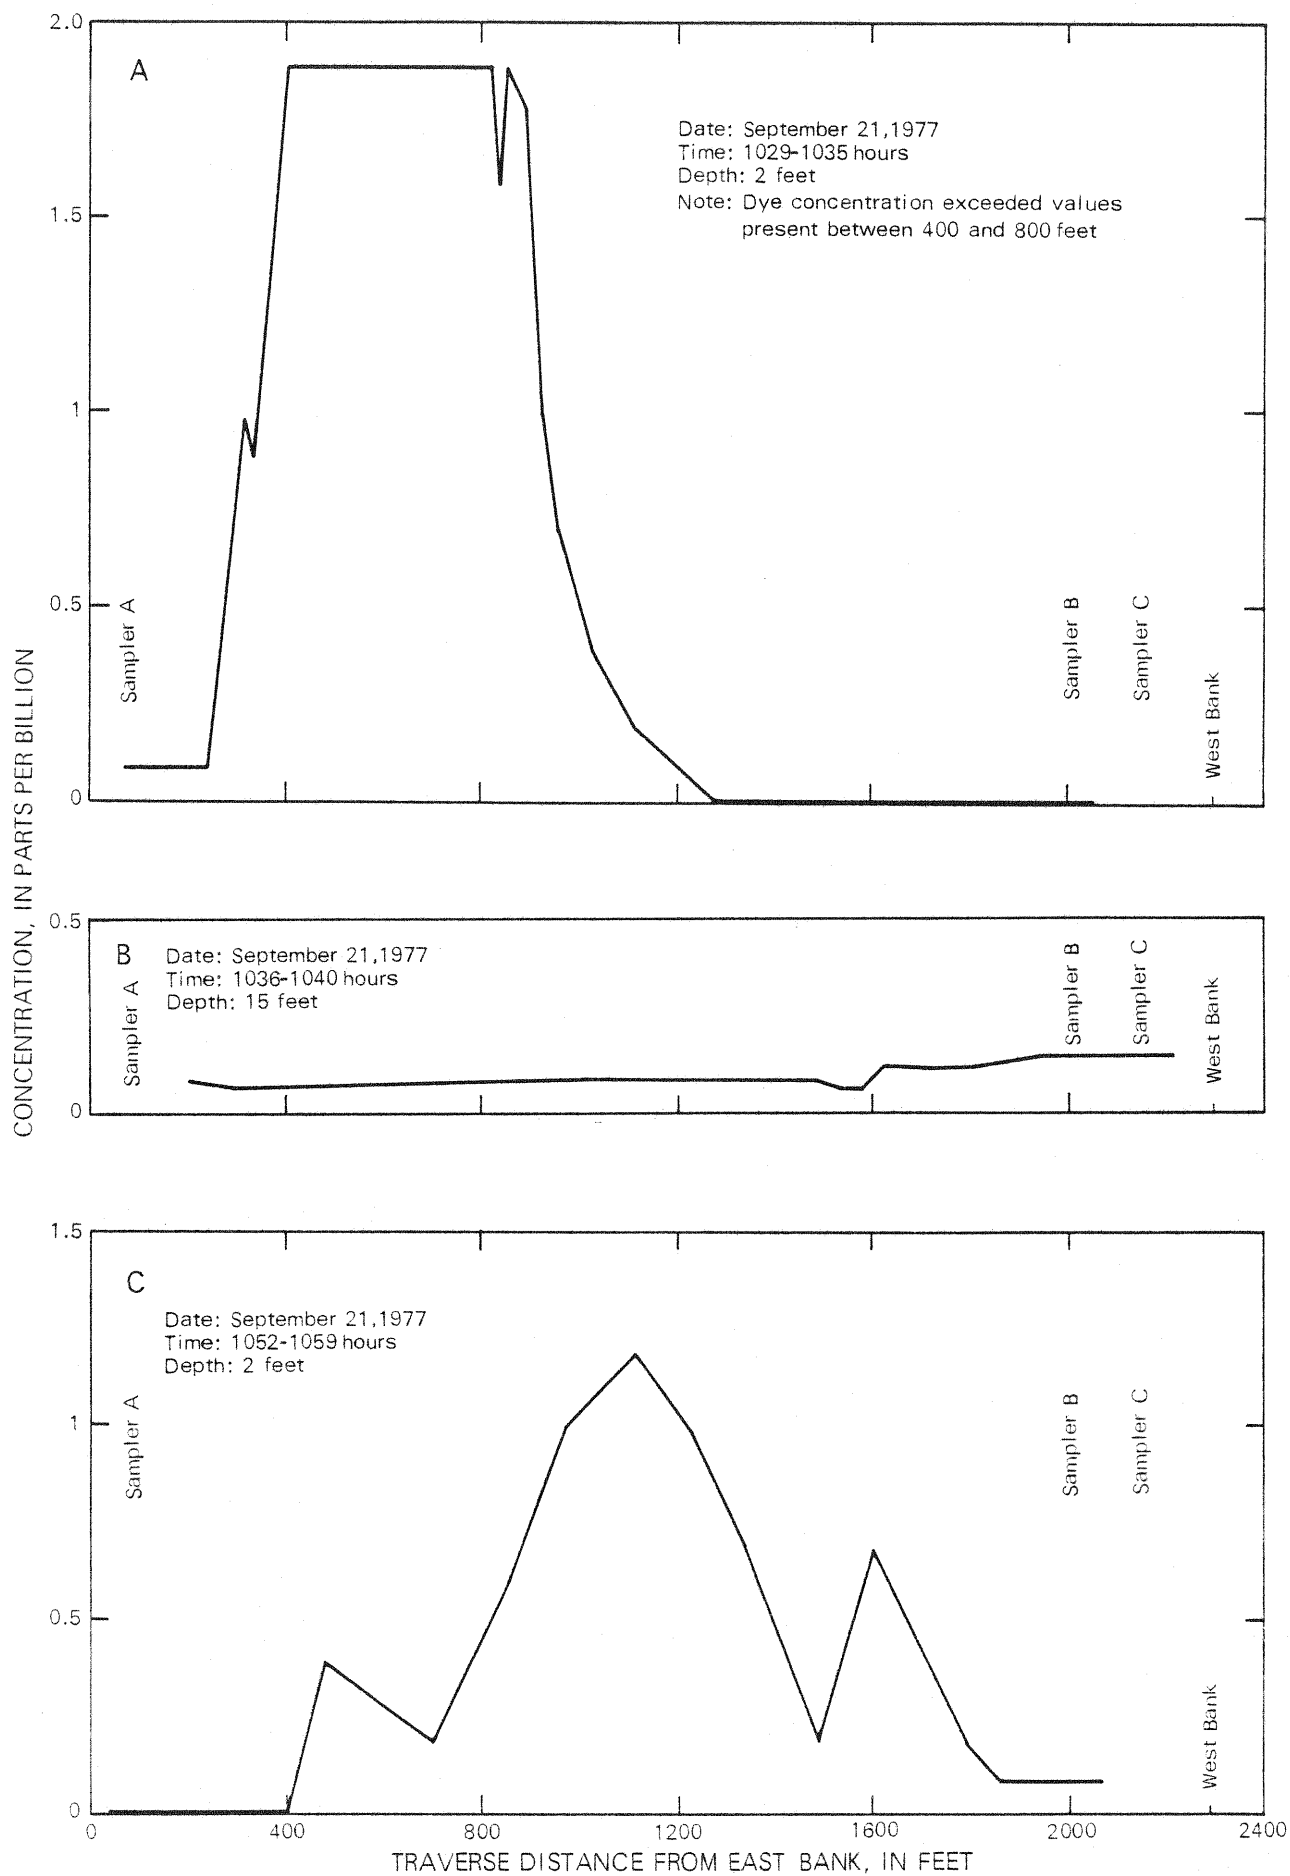 CONCENTRATION, IN PARTS PER BILLION
2.0
1.5
1
0.5
0
A
Date: September 21,1977
Time: 1029-1035 hours
Depth: 2 feet
Note: Dye concentration exceeded values
present between 400 and 800 feet
Sampler A
Sampler B
Sampler C
West Bank
0.5
0
B
Date: September 21,1977
Time: 1036-1040 hours
Depth: 15 feet
Sampler A
Sampler B
Sampler C
West Bank
1.5
1
0.5
0
C
Date: September 21,1977
Time: 1052-1059 hours
Depth: 2 feet
Sampler A
Sampler B
Sampler C
West Bank
0 400 800 1200 1600 2000 2400
TRAVERSE DISTANCE FROM EAST BANK, IN FEET